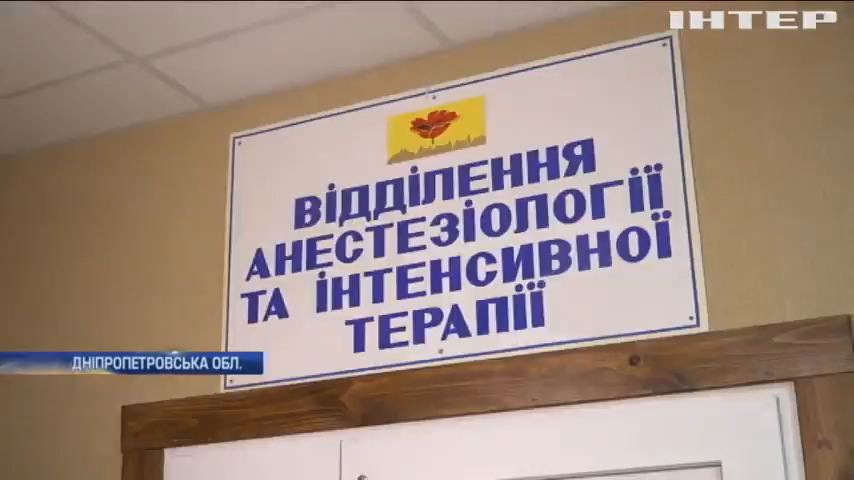 ІНТЕР
ВІДДІЛЕННЯ
АНЕСТЕЗІОЛОГІЇ
ТА ІНТЕНСИВНОЇ
ТЕРАПІЇ
ДНІПРОПЕТРОВСЬКА ОБЛ.